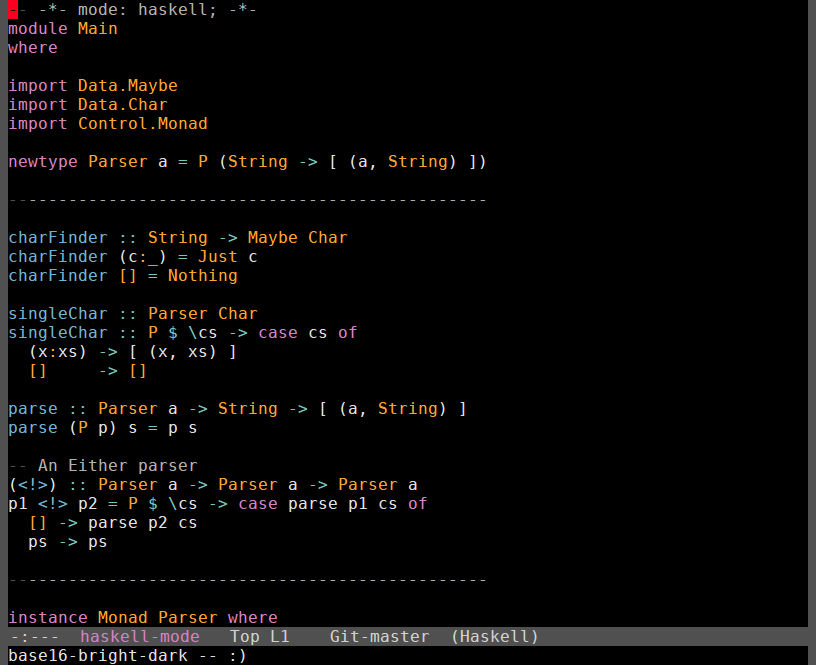 -- -*- mode: haskell; -*-
module Main
where

import Data.Maybe
import Data.Char
import Control.Monad

newtype Parser a = P (String -> [ (a, String) ])

------------------------------------------------

charFinder :: String -> Maybe Char
charFinder (c:_) = Just c
charFinder [] = Nothing

singleChar :: Parser Char
singleChar :: P $ \cs -> case cs of
  (x:xs) -> [ (x, xs) ]
  []     -> []

parse :: Parser a -> String -> [ (a, String) ]
parse (P p) s = p s

-- An Either parser
(<!>) :: Parser a -> Parser a -> Parser a
p1 <!> p2 = P $ \cs -> case parse p1 cs of
  [] -> parse p2 cs
  ps -> ps

------------------------------------------------

instance Monad Parser where
-:---  haskell-mode   Top L1    Git-master  (Haskell)
base16-bright-dark -- :)